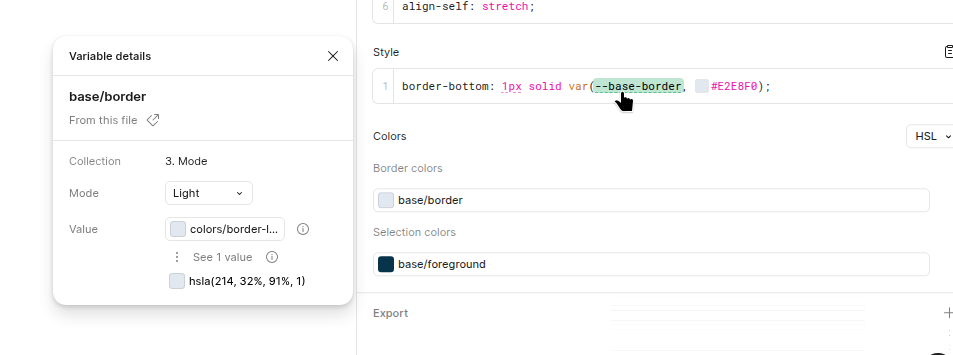 6 align-self: stretch;
Variable details
Style
base/border
1 border-bottom: 1px solid var(--base-border, #E2E8F0);
From this file
Colors
HSL
Collection
3. Mode
Border colors
Mode
Light
base/border
Value
colors/border-l...
Selection colors
See 1 value
base/foreground
hsla(214, 32%, 91%, 1)
Export